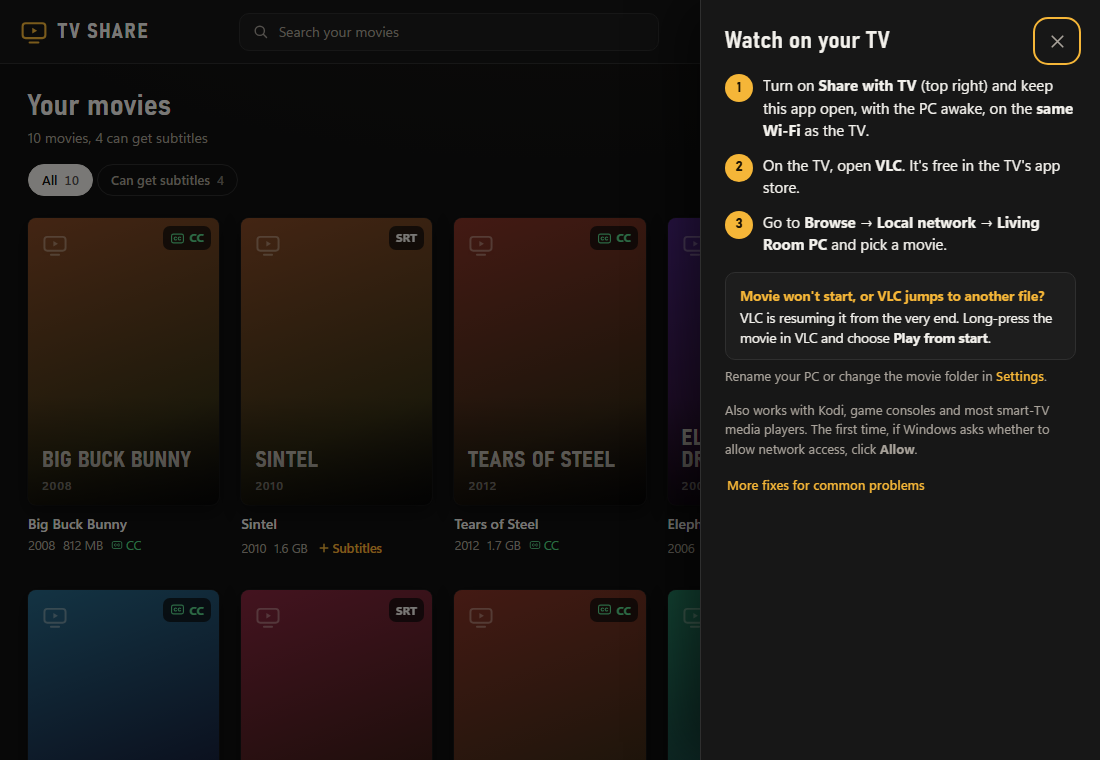 TV SHARE
Search your movies
Your movies
10 movies, 4 can get subtitles
All 10
Can get subtitles 4
CC CC
SRT
CC CC
BIG BUCK BUNNY
2008
SINTEL
2010
TEARS OF STEEL
2012
Big Buck Bunny
2008 812 MB CC CC
Sintel
2010 1.6 GB + Subtitles
Tears of Steel
2012 1.7 GB CC CC
2006
CC CC
SRT
CC CC
Watch on your TV
1 Turn on Share with TV (top right) and keep
this app open, with the PC awake, on the same
Wi-Fi as the TV.
2 On the TV, open VLC. It's free in the TV's app
store.
3 Go to Browse → Local network → Living
Room PC and pick a movie.
Movie won't start, or VLC jumps to another file?
VLC is resuming it from the very end. Long-press the
movie in VLC and choose Play from start.
Rename your PC or change the movie folder in Settings.
Also works with Kodi, game consoles and most smart-TV
media players. The first time, if Windows asks whether to
allow network access, click Allow.
More fixes for common problems